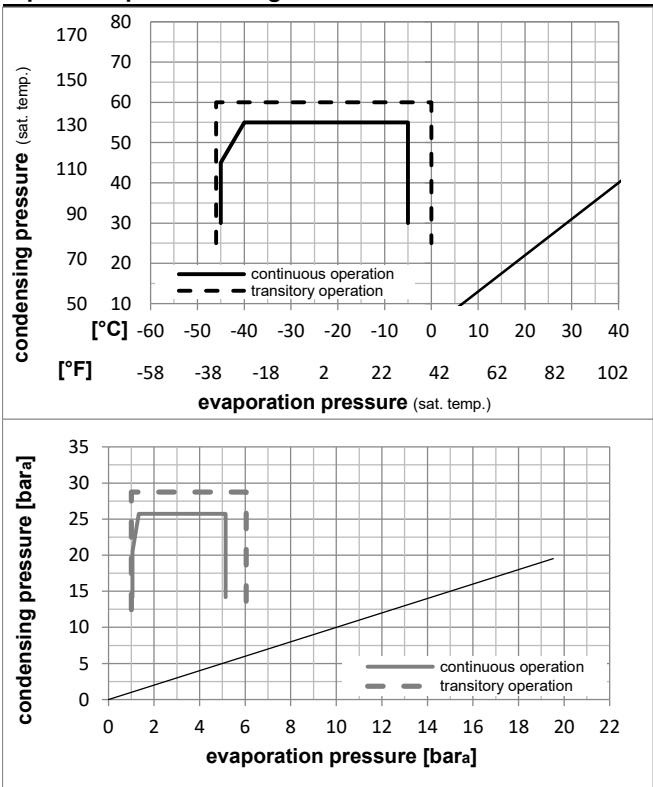 170 80
70
150 60
130 50
110 40
90 30
70 20
50 10
condensing pressure (sat. temp.)
continuous operation
transitory operation
[°C] -60 -50 -40 -30 -20 -10 0 10 20 30 40
[°F] -58 -38 -18 2 22 42 62 82 102
evaporation pressure (sat. temp.)
35
30
25
20
15
10
5
0
condensing pressure [bara]
continuous operation
transitory operation
0 2 4 6 8 10 12 14 16 18 20 22
evaporation pressure [bara]